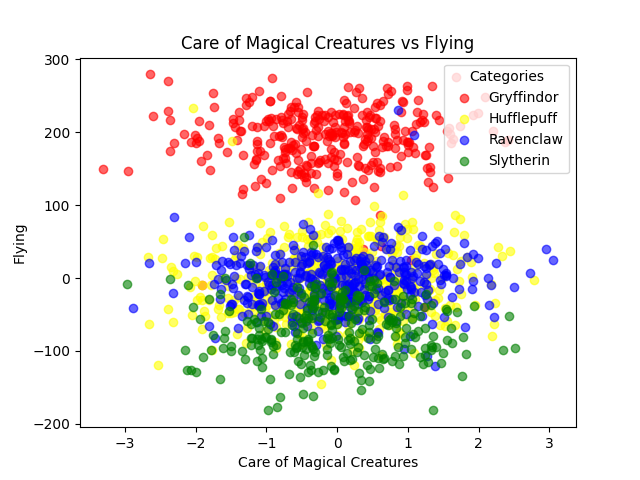 Care of Magical Creatures vs Flying
Categories
Gryffindor
Hufflepuff
Ravenclaw
Slytherin
300
200
100
0
−100
−200
Flying
−3
−2
−1
0
1
2
3
Care of Magical Creatures